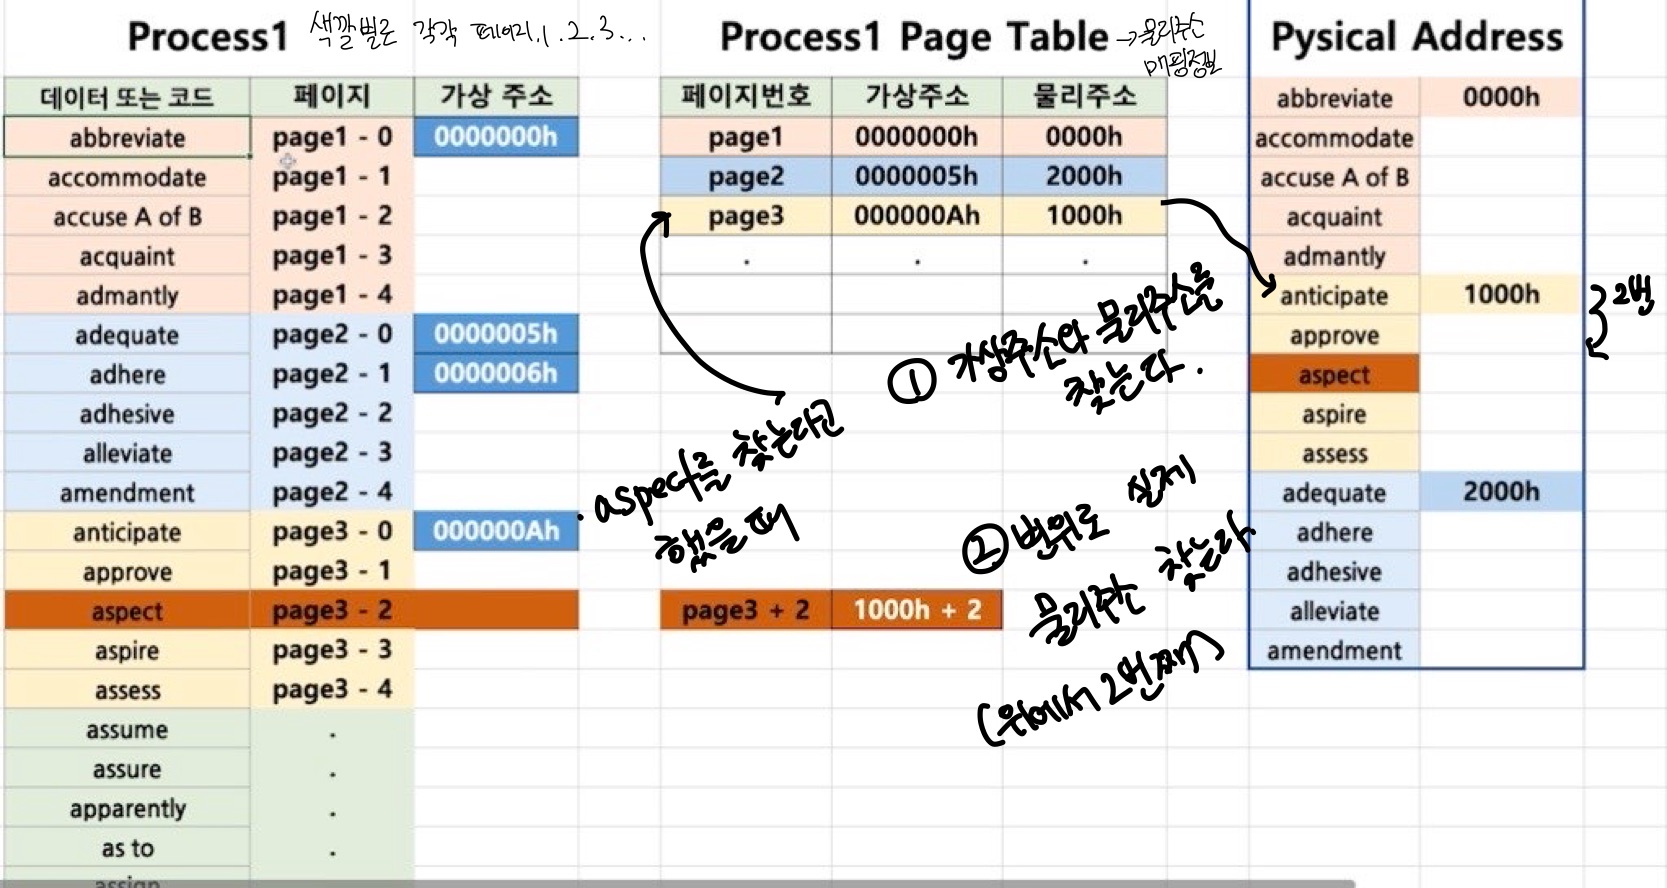 Process1 색깔별로 각각 페이지.1.2.3...
데이터 또는 코드 페이지 가상 주소
abbreviate page1 - 0 0000000h
accommodate page1 - 1
accuse A of B page1 - 2
acquaint page1 - 3
admantly page1 - 4
adequate page2 - 0 0000005h
adhere page2 - 1 0000006h
adhesive page2 - 2
alleviate page2 - 3
amendment page2 - 4
anticipate page3 - 0 000000Ah
approve page3 - 1
aspect page3 - 2
aspire page3 - 3
assess page3 - 4
assume .
assure .
apparently .
as to .
assign
Process1 Page Table →물리주소
매핑정보
페이지번호 가상주소 물리주소
page1 0000000h 0000h
page2 0000005h 2000h
page3 000000Ah 1000h
. . .
① 가상주소와 물리주소를
찾는다.
. aspect를 찾는다고
했을 때
page3 + 2 1000h + 2
② 변위로 실제
물리주소 찾는다
(위에서 2번째)
Pysical Address
abbreviate 0000h
accommodate
accuse A of B
acquaint
admantly
anticipate 1000h
approve
aspect
aspire
assess
adequate 2000h
adhere
adhesive
alleviate
amendment
2번